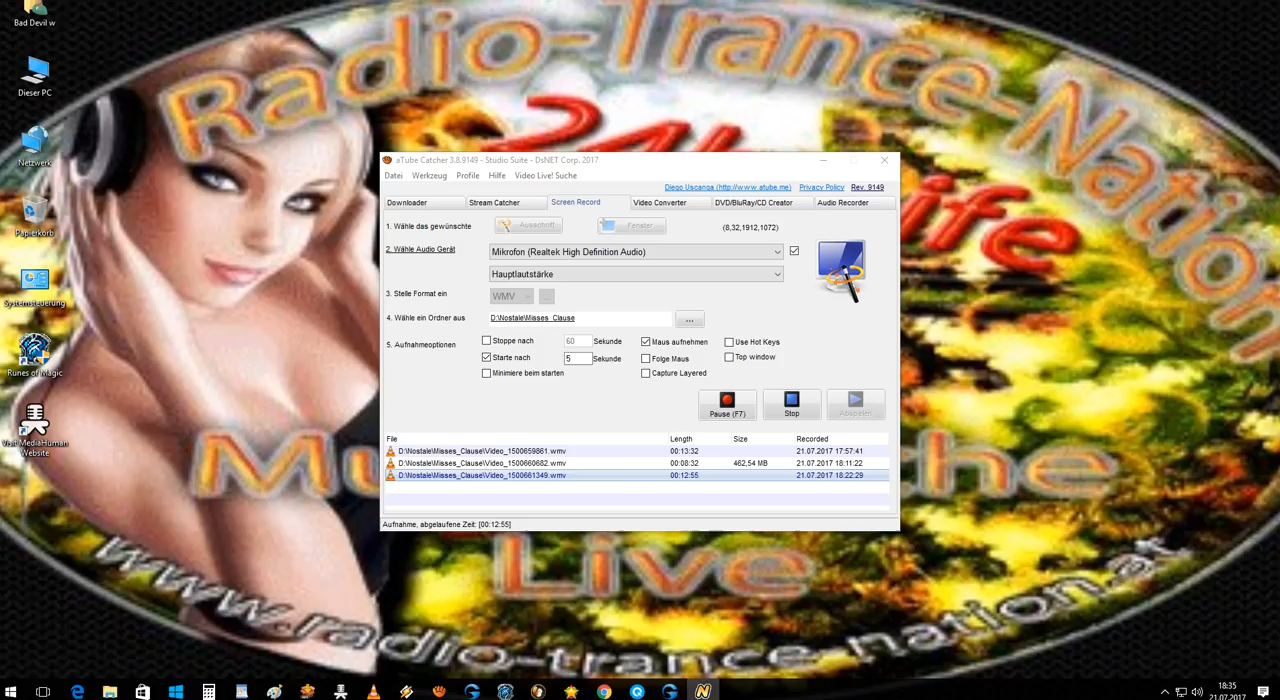 Bad Devil w
Dieser PC
Netzwerk
Papierkorb
Systemsteuerung
Runes of Magic
Visit MediaHuman
Website
Radio-Trance-Nation
24h
life
Live
www.radio-trance-nation.at
aTube Catcher 3.8.9149 - Studio Suite - DsNET Corp. 2017
Datei Werkzeug Profile Hilfe Video Live! Suche
Diego Uscanga (http://www.atube.me) Privacy Policy Rev. 9149
Downloader Stream Catcher Screen Record Video Converter DVD/BluRay/CD Creator Audio Recorder
1. Wähle das gewünschte Ausschnitt Fenster (8,32,1912,1072)
2. Wähle Audio Gerät Mikrofon (Realtek High Definition Audio)
Hauptlautstärke
3. Stelle Format ein WMV ...
4. Wähle ein Ordner aus D:\Nostale\Misses_Clause ...
5. Aufnahmeoptionen Stoppe nach 60 Sekunde Maus aufnehmen Use Hot Keys
Starte nach 5 Sekunde Folge Maus Top window
Minimiere beim starten Capture Layered
Pause (F7) Stop Abspielen
File Length Size Recorded
D:\Nostale\Misses_Clause\Video_1500659861.wmv 00:13:32 21.07.2017 17:57:41
D:\Nostale\Misses_Clause\Video_1500660682.wmv 00:08:32 462,54 MB 21.07.2017 18:11:22
D:\Nostale\Misses_Clause\Video_1500661349.wmv 00:12:55 21.07.2017 18:22:29
Aufnahme, abgelaufene Zeit: [00:12:55]
18:35
21.07.2017